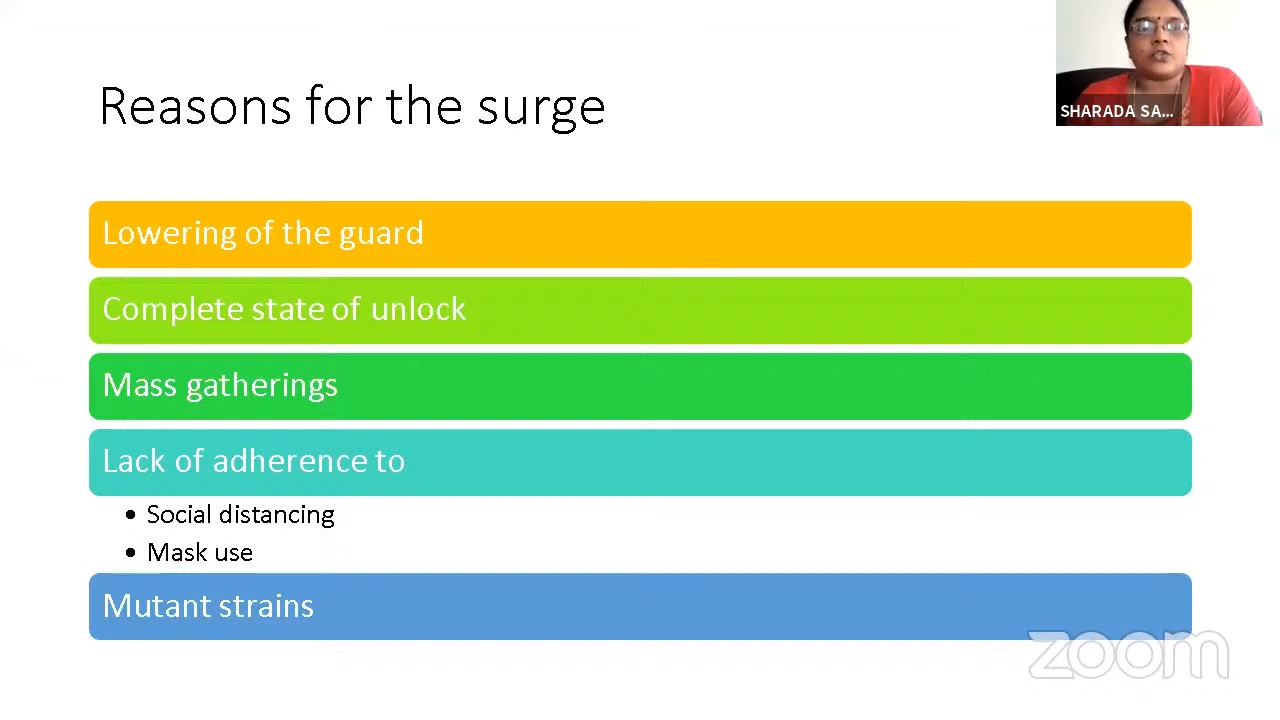 Reasons for the surge
SHARADA SA...
Lowering of the guard
Complete state of unlock
Mass gatherings
Lack of adherence to
• Social distancing
• Mask use
Mutant strains
zoom